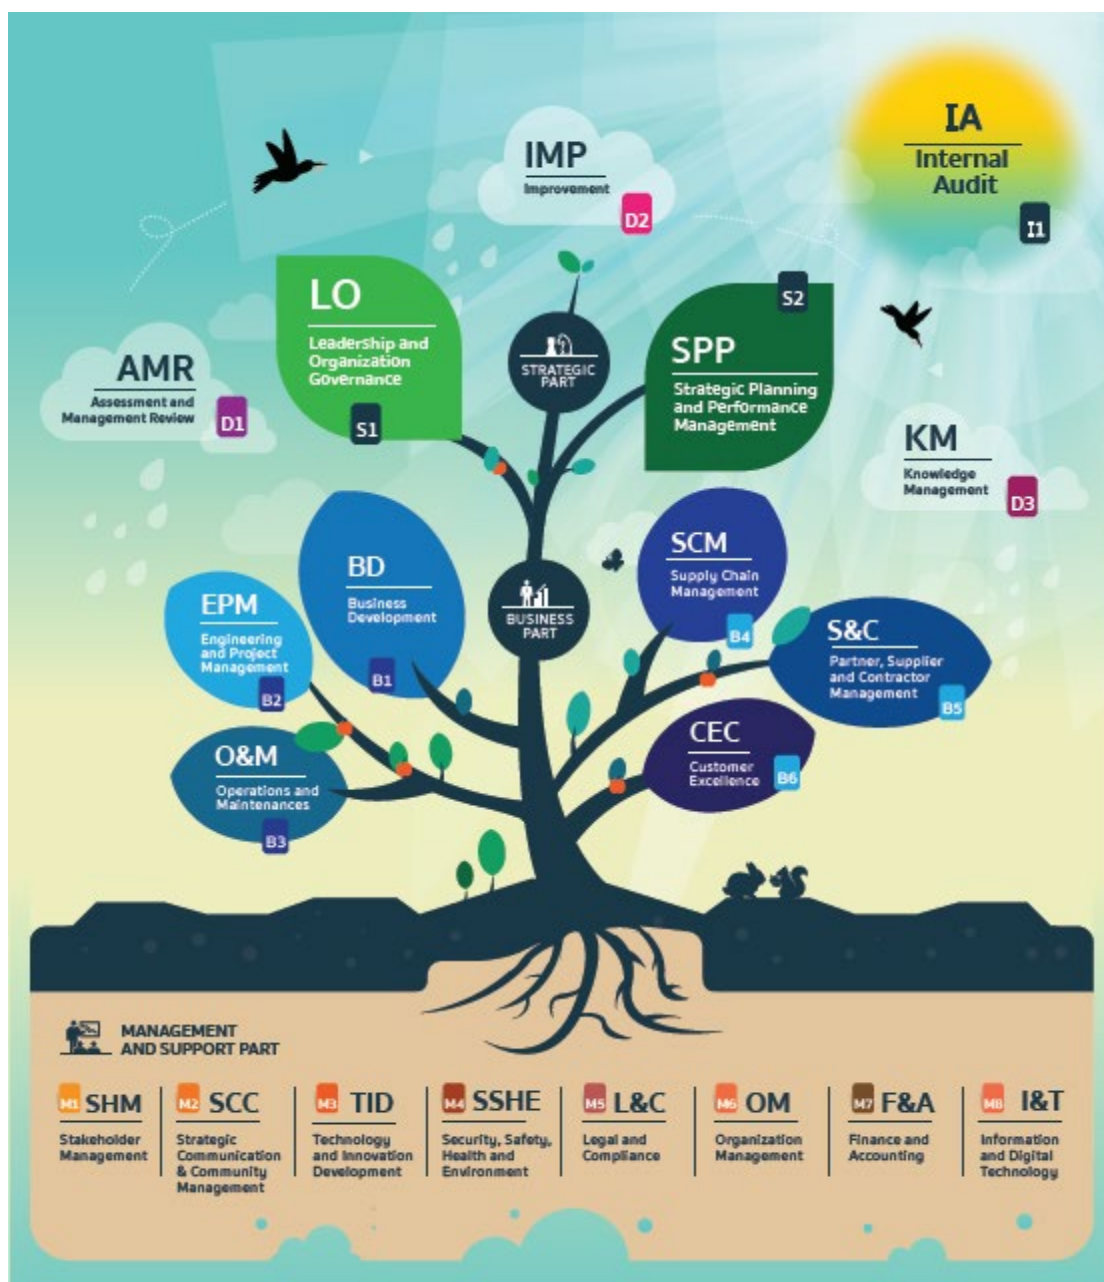 IA
Internal
Audit
I1
IMP
Improvement
D2
LO
Leadership and
Organization
Governance
S1
STRATEGIC
PART
S2
SPP
Strategic Planning
and Performance
Management
AMR
Assessment and
Management Review
D1
KM
Knowledge
Management
D3
BD
Business
Development
B1
BUSINESS
PART
SCM
Supply Chain
Management
B4
EPM
Engineering
and Project
Management
B2
S&C
Partner, Supplier
and Contractor
Management
B5
O&M
Operations and
Maintenances
B3
CEC
Customer
Excellence
B6
MANAGEMENT
AND SUPPORT PART
M1 SHM
Stakeholder
Management
M2 SCC
Strategic
Communication
& Community
Management
M3 TID
Technology
and Innovation
Development
M4 SSHE
Security, Safety,
Health and
Environment
M5 L&C
Legal and
Compliance
M6 OM
Organization
Management
M7 F&A
Finance and
Accounting
M8 I&T
Information
and Digital
Technology